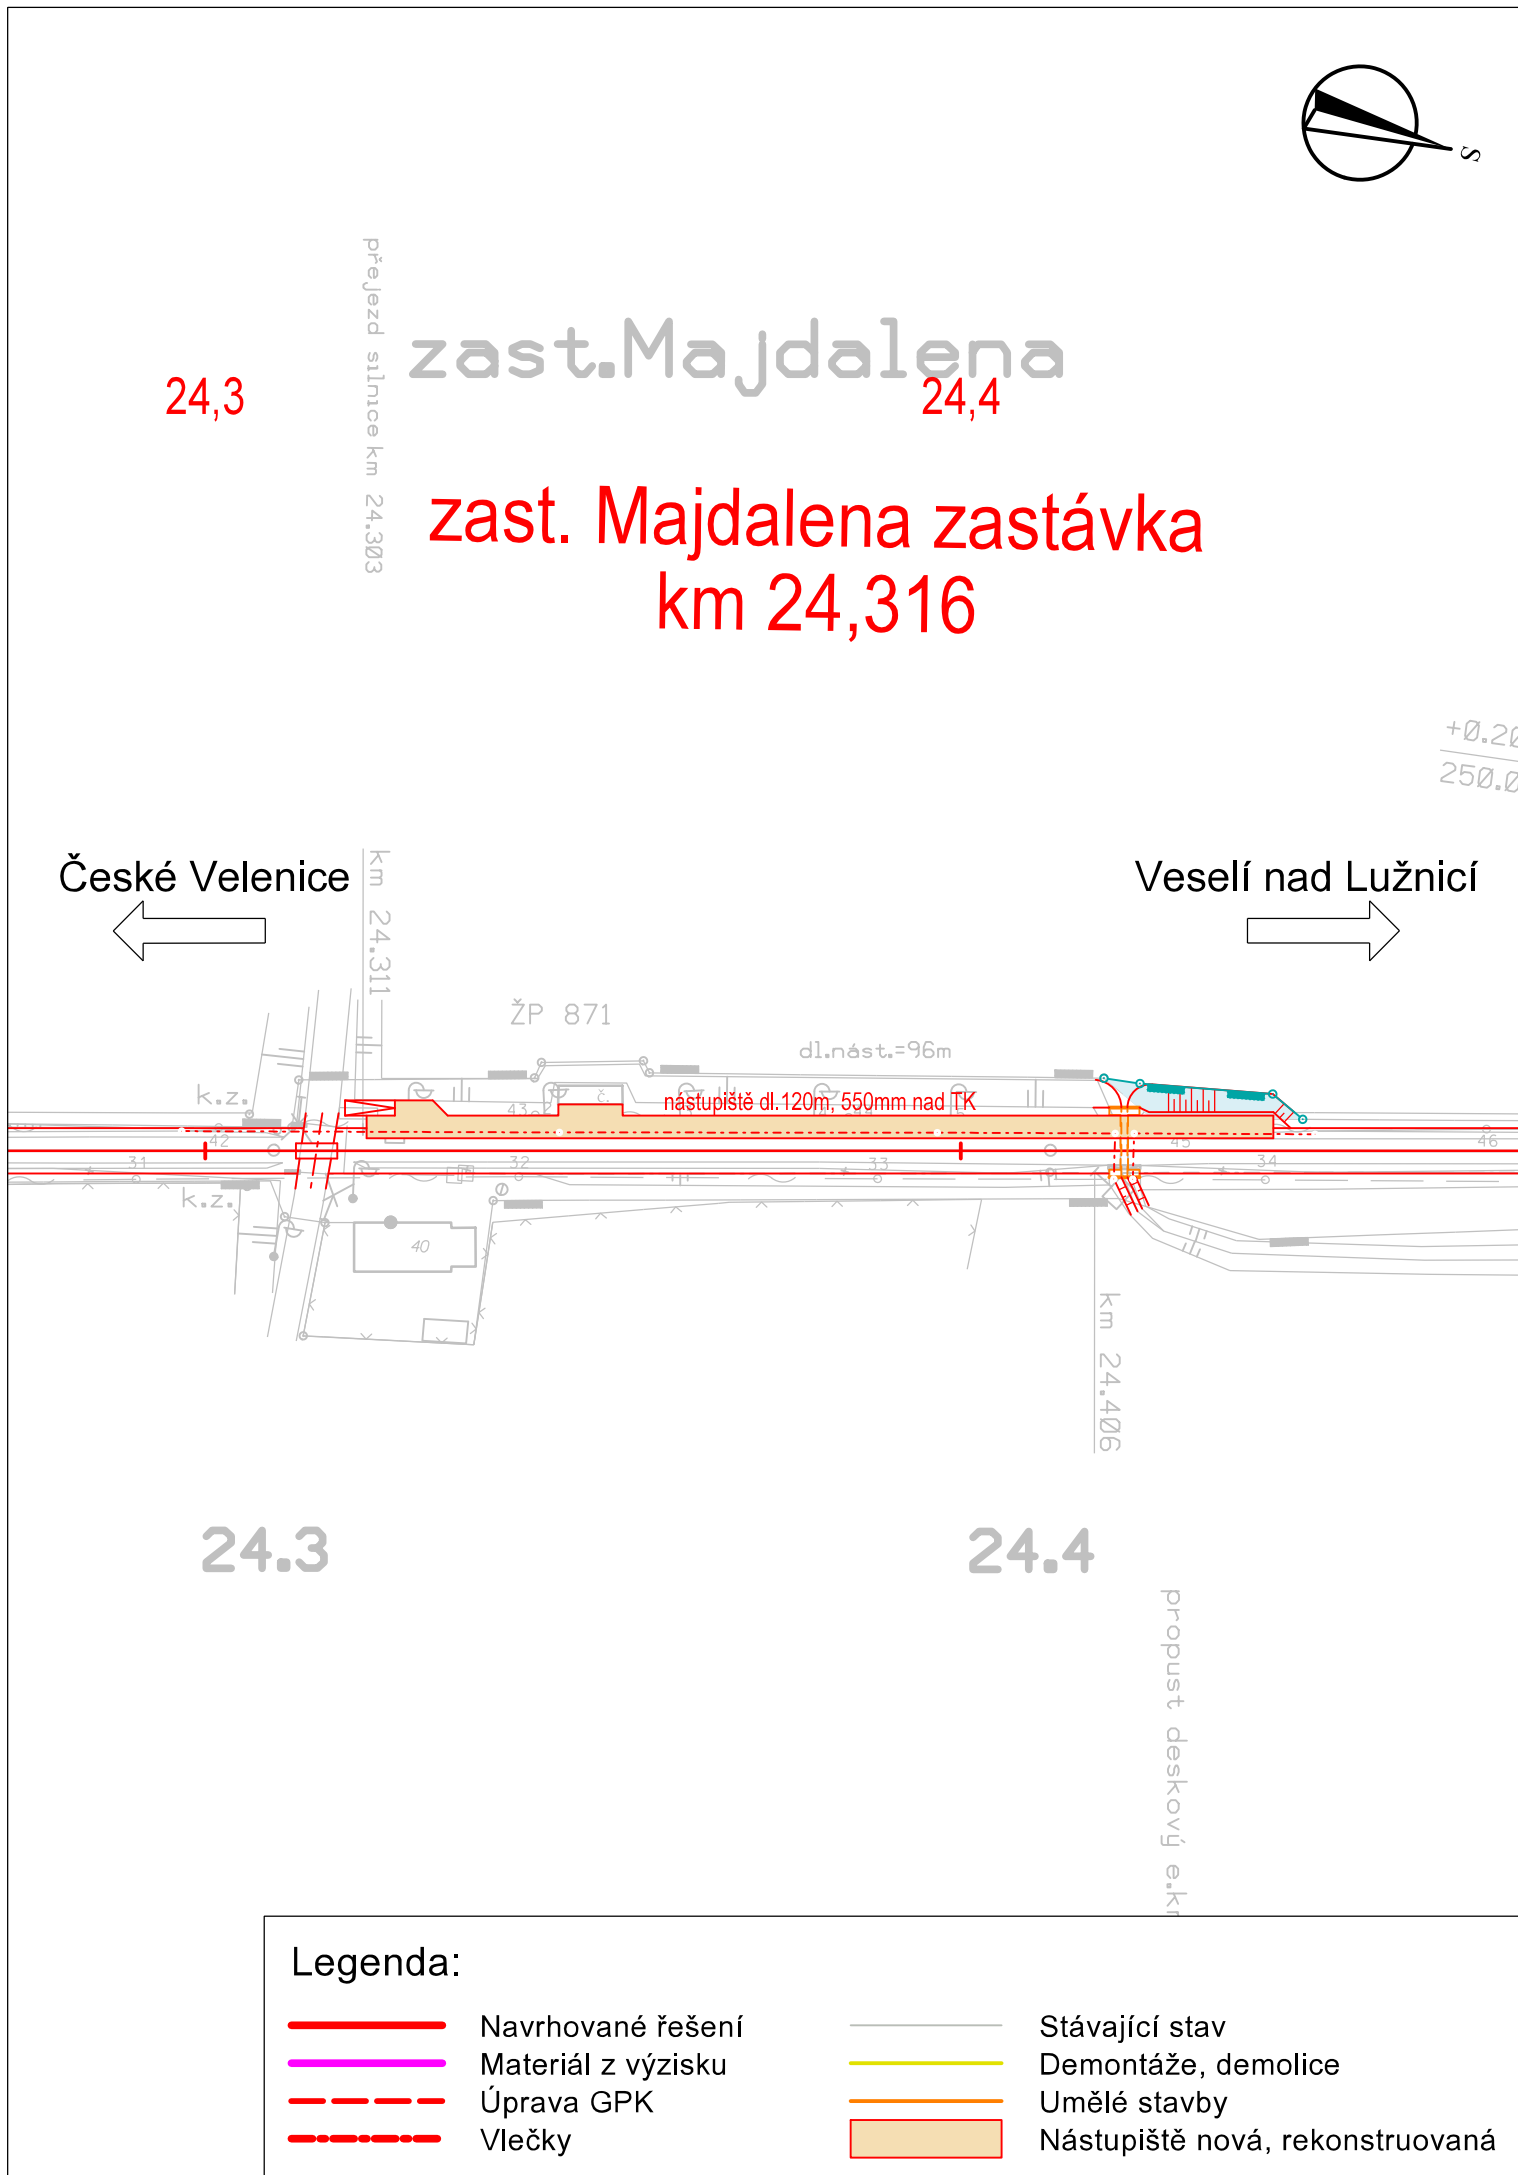 S
přejezd silnice km 24.303
zast.Majdalena
24,3
24,4
zast. Majdalena zastávka
km 24,316
+0.20
250.0
České Velenice
Veselí nad Lužnicí
km 24.311
ŽP 871
dl.nást.=96m
k.z.
č.
43
nástupiště dl.120m, 550mm nad TK
42
45
46
31
32
33
34
k.z.
40
km 24.406
24.3
24.4
propust deskový e.k
Legenda:
Navrhované řešení
Stávající stav
Materiál z výzisku
Demontáže, demolice
Úprava GPK
Umělé stavby
Vlečky
Nástupiště nová, rekonstruovaná